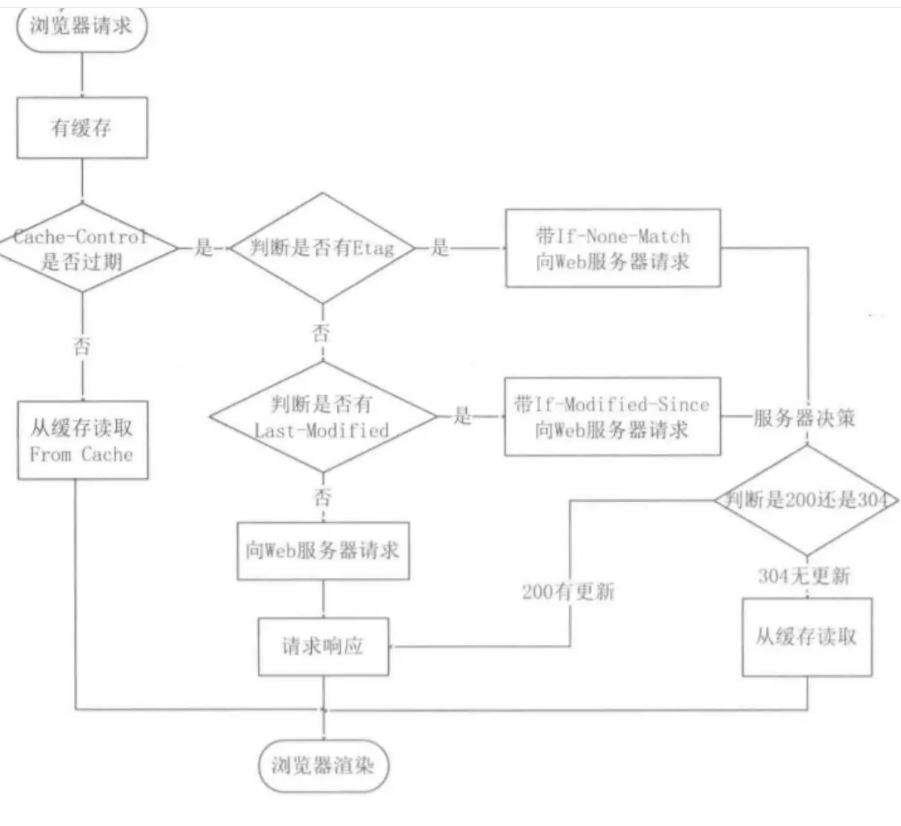 浏览器请求
有缓存
Cache-Control
是否过期
是
判断是否有Etag
是
带If-None-Match
向Web服务器请求
否
否
从缓存读取
From Cache
判断是否有
Last-Modified
是
带If-Modified-Since
向Web服务器请求
服务器决策
判断是200还是304
否
向Web服务器请求
200有更新
304无更新
请求响应
从缓存读取
浏览器渲染